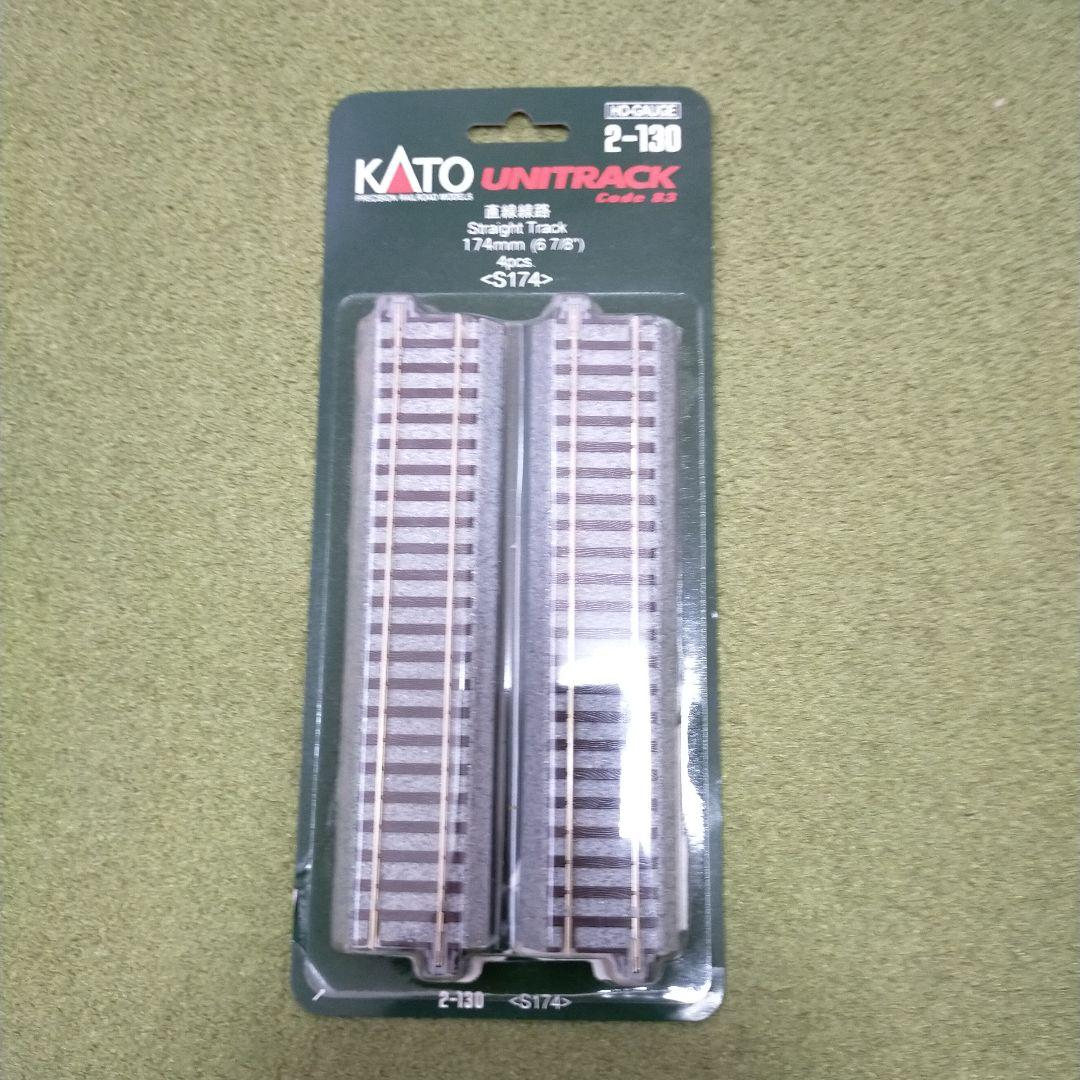 HO-GAUGE
2-130
KATO UNITRACK
PRECISION RAILROAD MODELS
Code 83
直線線路
Straight Track
174mm (6 7/8")
4pcs.
<S174>
2-130 <S174>